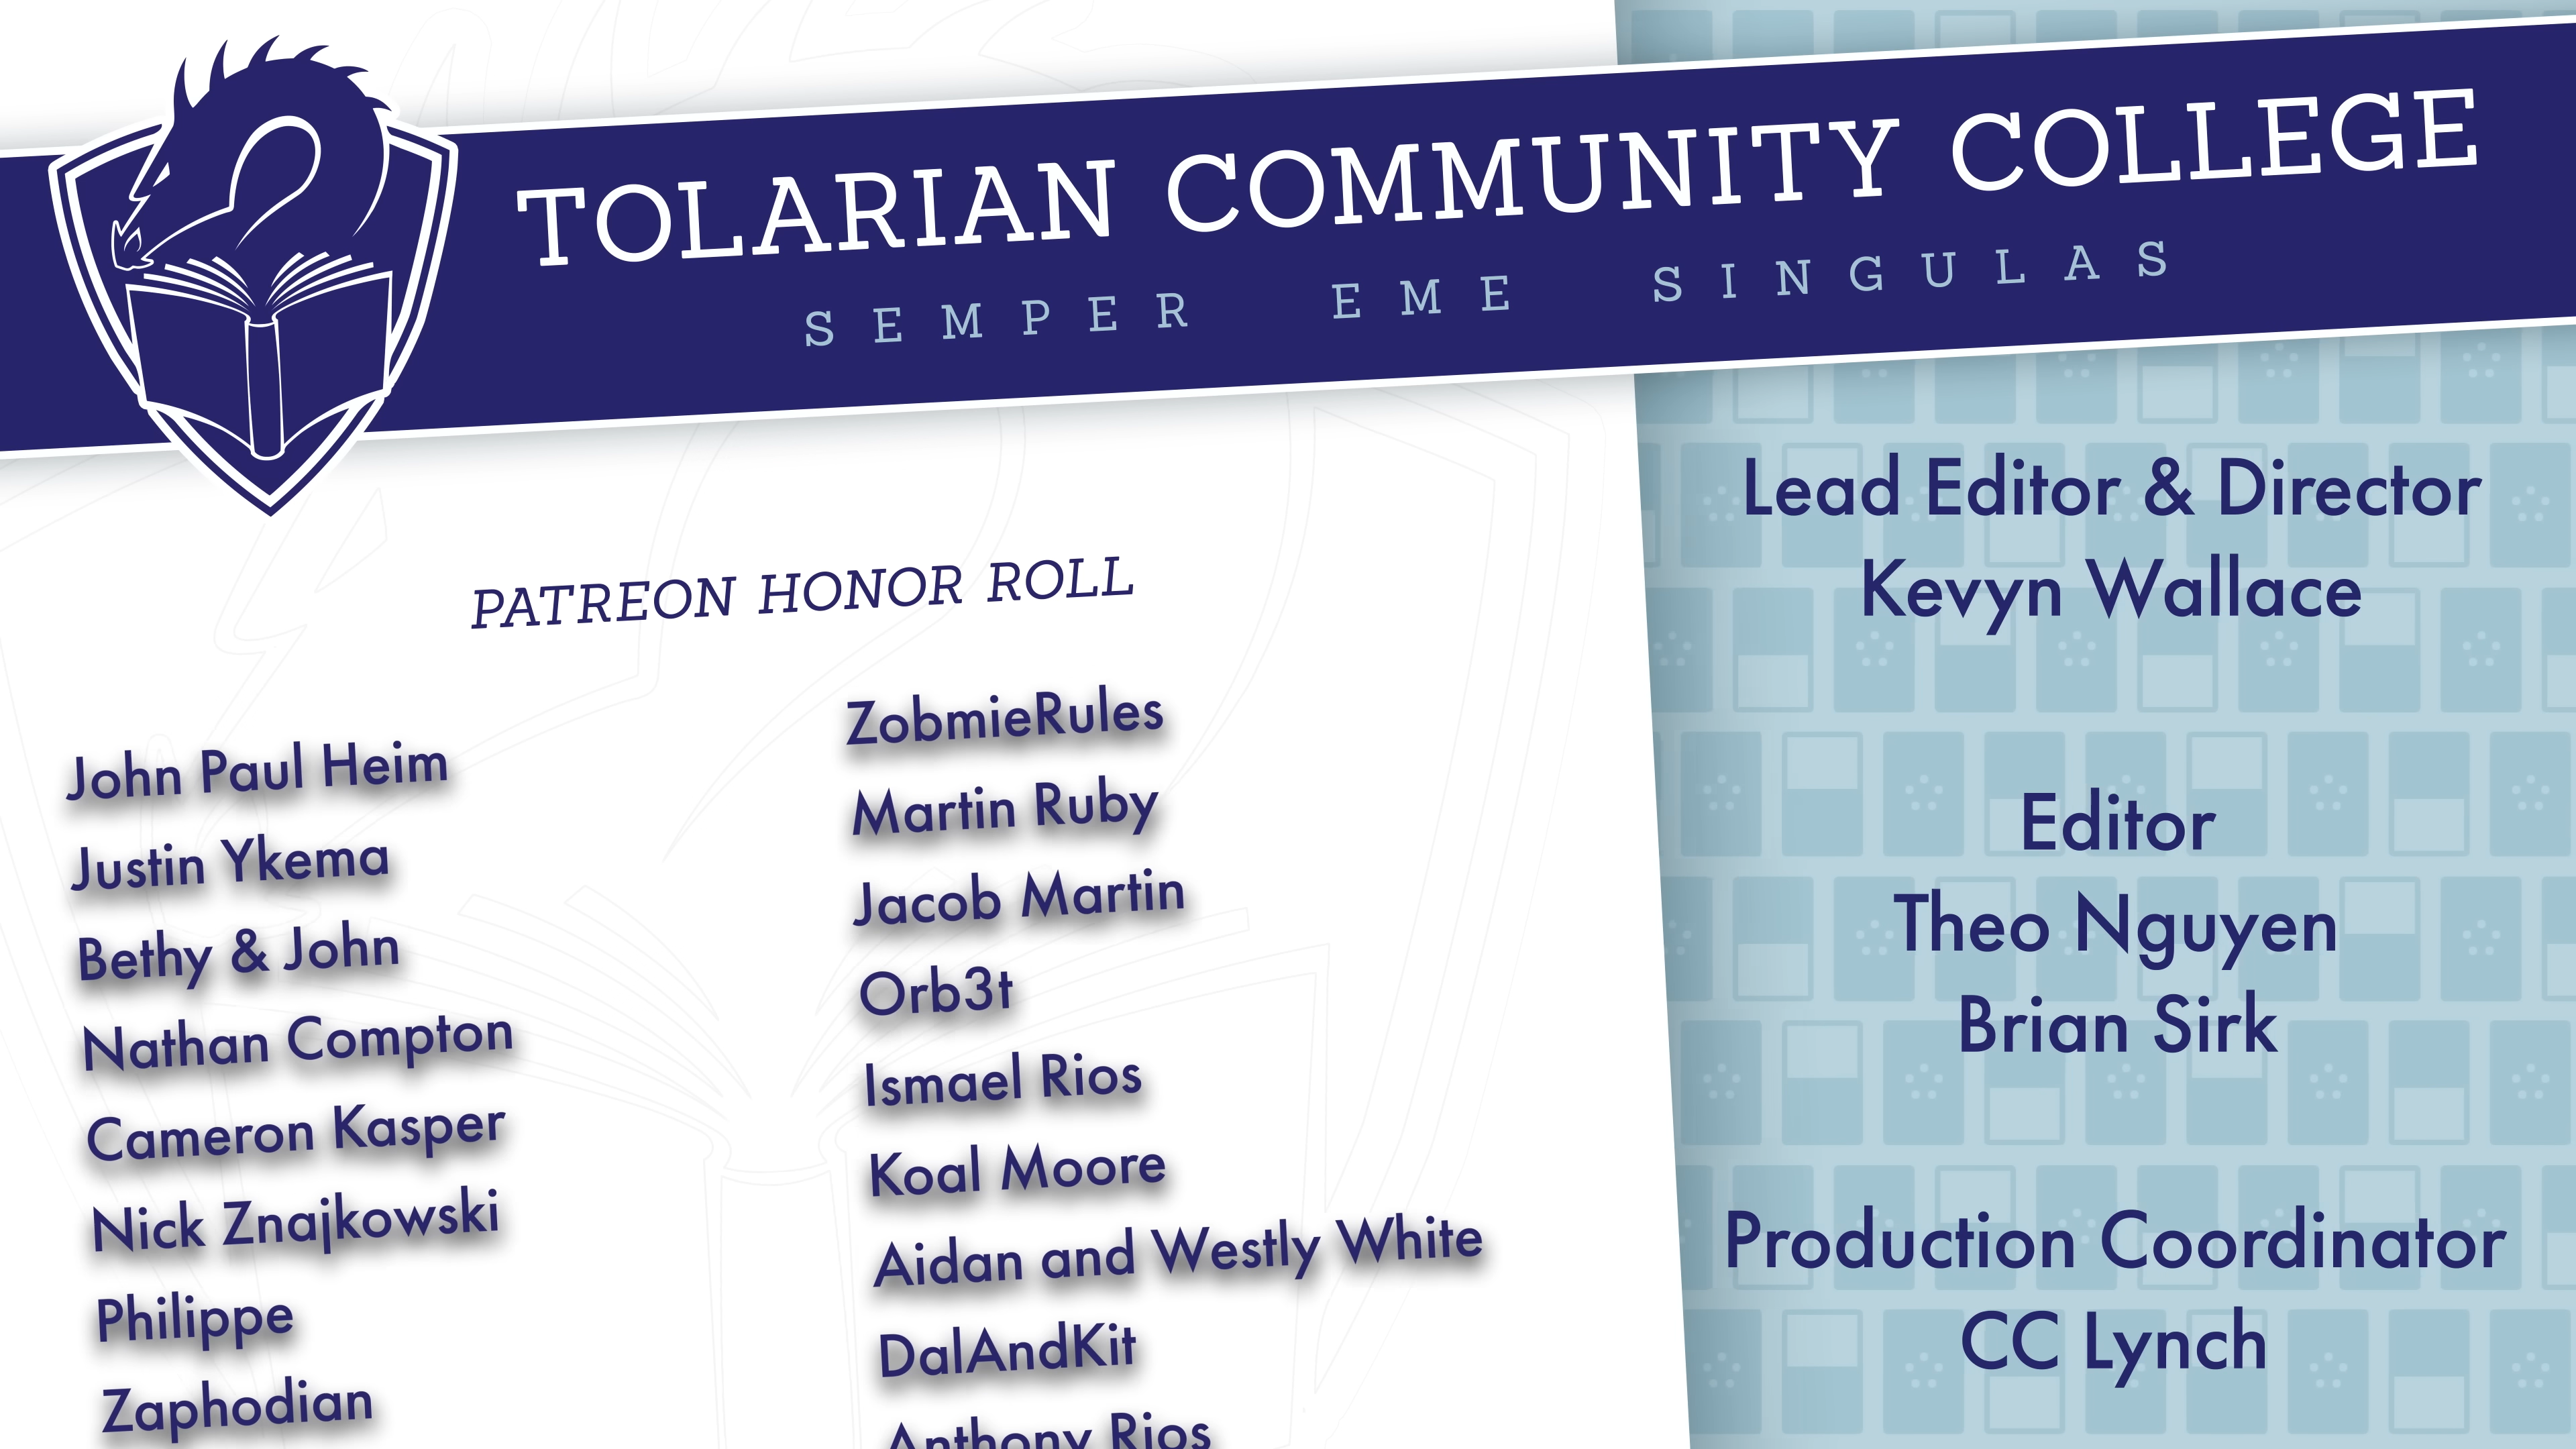 TOLARIAN COMMUNITY COLLEGE
SEMPER EME SINGULAS
PATREON HONOR ROLL
John Paul Heim
Justin Ykema
Bethy & John
Nathan Compton
Cameron Kasper
Nick Znajkowski
Philippe
Zaphodian
ZobmieRules
Martin Ruby
Jacob Martin
Orb3t
Ismael Rios
Koal Moore
Aidan and Westly White
DalAndKit
Anthony Rios
Lead Editor & Director
Kevyn Wallace
Editor
Theo Nguyen
Brian Sirk
Production Coordinator
CC Lynch